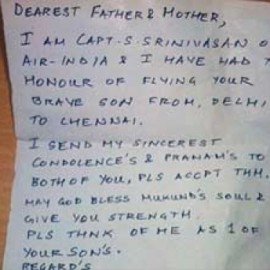 DEAREST FATHER & MOTHER,
I AM CAPT-S.SRINIVASAN O
AIR-INDIA & I HAVE HAD T
HONOUR OF FLYING YOUR
BRAVE SON FROM, DELHI
TO CHENNAI.
I SEND MY SINCEREST
CONDOLENCE'S & PRANAM'S TO
BOTH OF YOU, PLS ACCPT THM.
MAY GOD BLESS MUKUND'S SOUL &
GIVE YOU STRENGTH.
PLS THNK OF ME AS 1 OF
YOUR SON'S.
REGARD'S